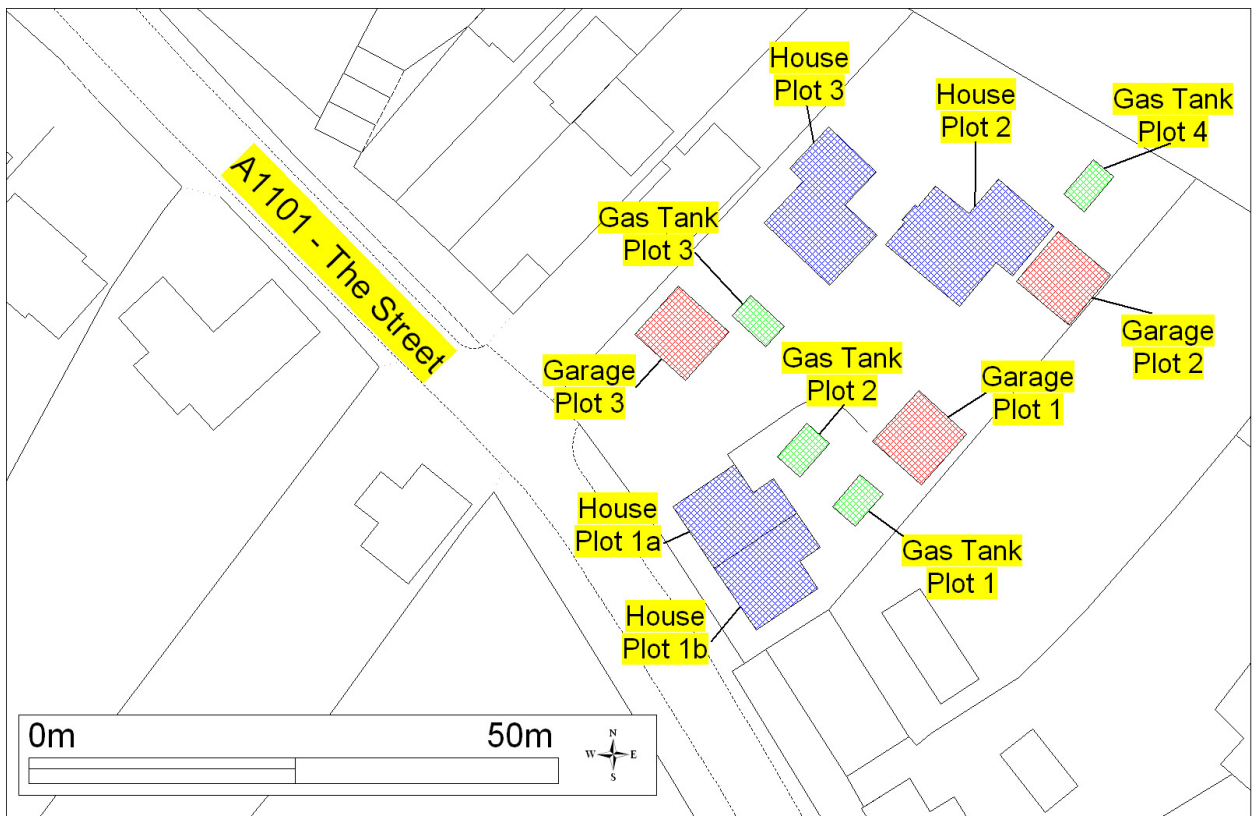 House
Plot 3
House
Plot 2
Gas Tank
Plot 4
A1101 - The Street
Gas Tank
Plot 3
Garage
Plot 2
Garage
Plot 3
Gas Tank
Plot 2
Garage
Plot 1
House
Plot 1a
Gas Tank
Plot 1
House
Plot 1b
0m
50m
N
W
E
S